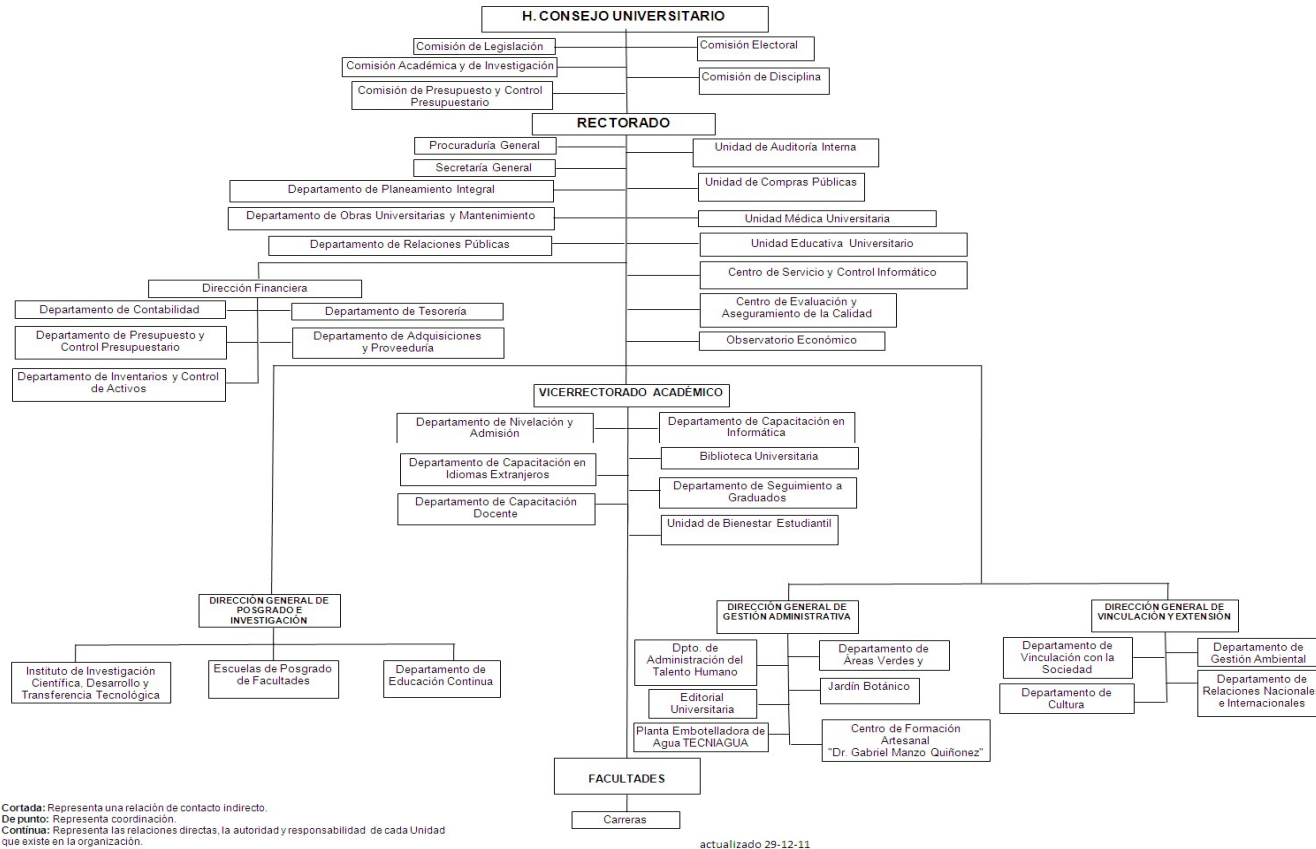 H. CONSEJO UNIVERSITARIO
Comisión de Legislación
Comisión Electoral
Comisión Académica y de Investigación
Comisión de Disciplina
Comisión de Presupuesto y Control
Presupuestario
RECTORADO
Procuraduría General
Unidad de Auditoría Interna
Secretaría General
Unidad de Compras Públicas
Departamento de Planeamiento Integral
Departamento de Obras Universitarias y Mantenimiento
Unidad Médica Universitaria
Departamento de Relaciones Públicas
Unidad Educativa Universitario
Centro de Servicio y Control Informático
Dirección Financiera
Departamento de Contabilidad
Departamento de Tesorería
Centro de Evaluación y
Aseguramiento de la Calidad
Departamento de Presupuesto y
Control Presupuestario
Departamento de Adquisiciones
y Proveeduría
Observatorio Económico
Departamento de Inventarios y Control
de Activos
VICERRECTORADO ACADÉMICO
Departamento de Nivelación y
Admisión
Departamento de Capacitación en
Informática
Departamento de Capacitación en
Idiomas Extranjeros
Biblioteca Universitaria
Departamento de Seguimiento a
Graduados
Departamento de Capacitación
Docente
Unidad de Bienestar Estudiantil
DIRECCIÓN GENERAL DE
POSGRADO E
INVESTIGACIÓN
DIRECCIÓN GENERAL DE
GESTIÓN ADMINISTRATIVA
DIRECCIÓN GENERAL DE
VINCULACIÓN Y EXTENSIÓN
Instituto de Investigación
Científica, Desarrollo y
Transferencia Tecnológica
Escuelas de Posgrado
de Facultades
Departamento de
Educación Continua
Dpto. de
Administración del
Talento Humano
Departamento de
Áreas Verdes y
Departamento de
Vinculación con la
Sociedad
Departamento de
Gestión Ambiental
Editorial
Universitaria
Jardín Botánico
Departamento de
Cultura
Departamento de
Relaciones Nacionales
e Internacionales
Planta Embotelladora de
Agua TECNIAGUA
Centro de Formación
Artesanal
"Dr. Gabriel Manzo Quiñonez"
FACULTADES
Carreras
Cortada: Representa una relación de contacto indirecto.
De punto: Representa coordinación.
Contínua: Representa las relaciones directas, la autoridad y responsabilidad de cada Unidad
que existe en la organización.
actualizado 29-12-11